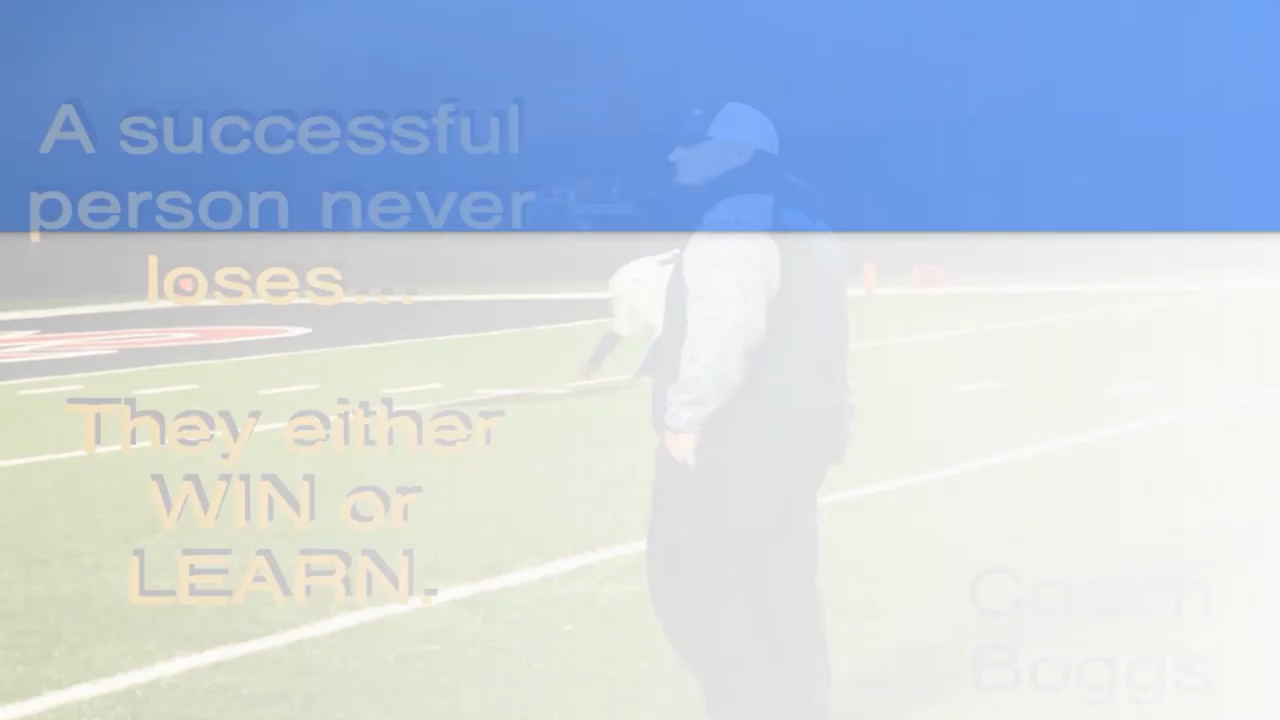 A successful
person never
loses...
They either
WIN or
LEARN.
Coach
Boggs